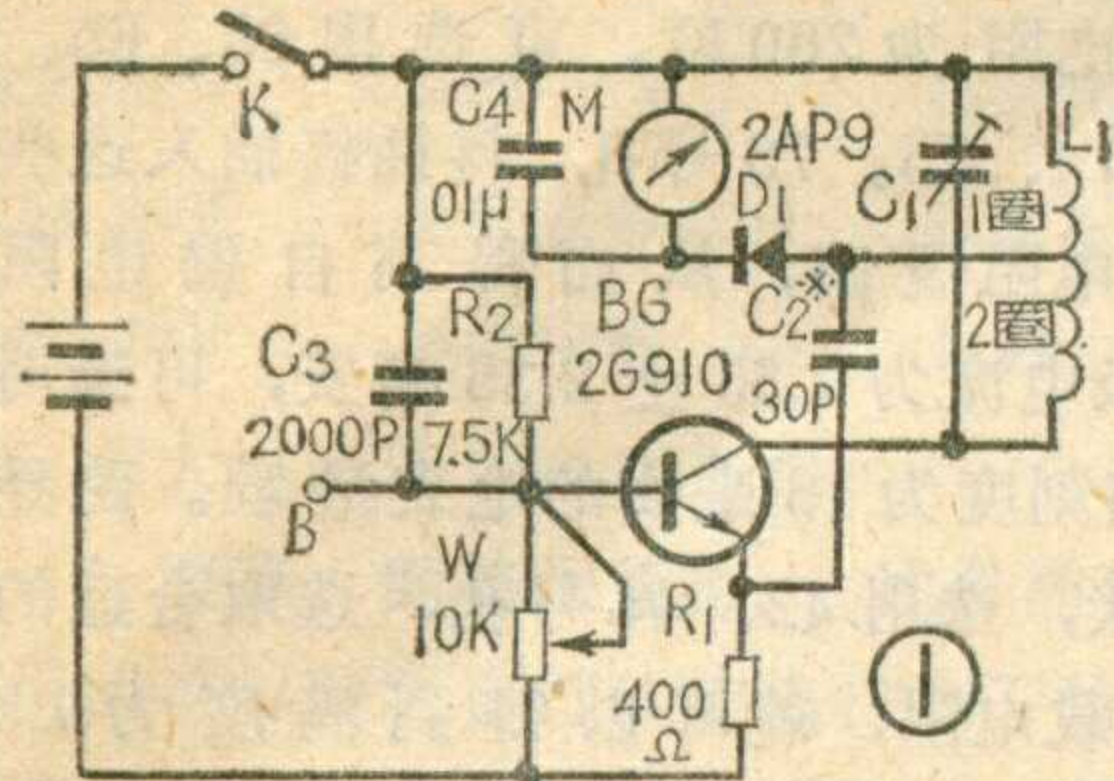 K
C4
01μ
M
2AP9
D1
C1
L1
1圈
2圈
C3
2000P
R2
7.5K
BG
2G910
※
C2
30P
B
W
10K
R1
400
Ω
①